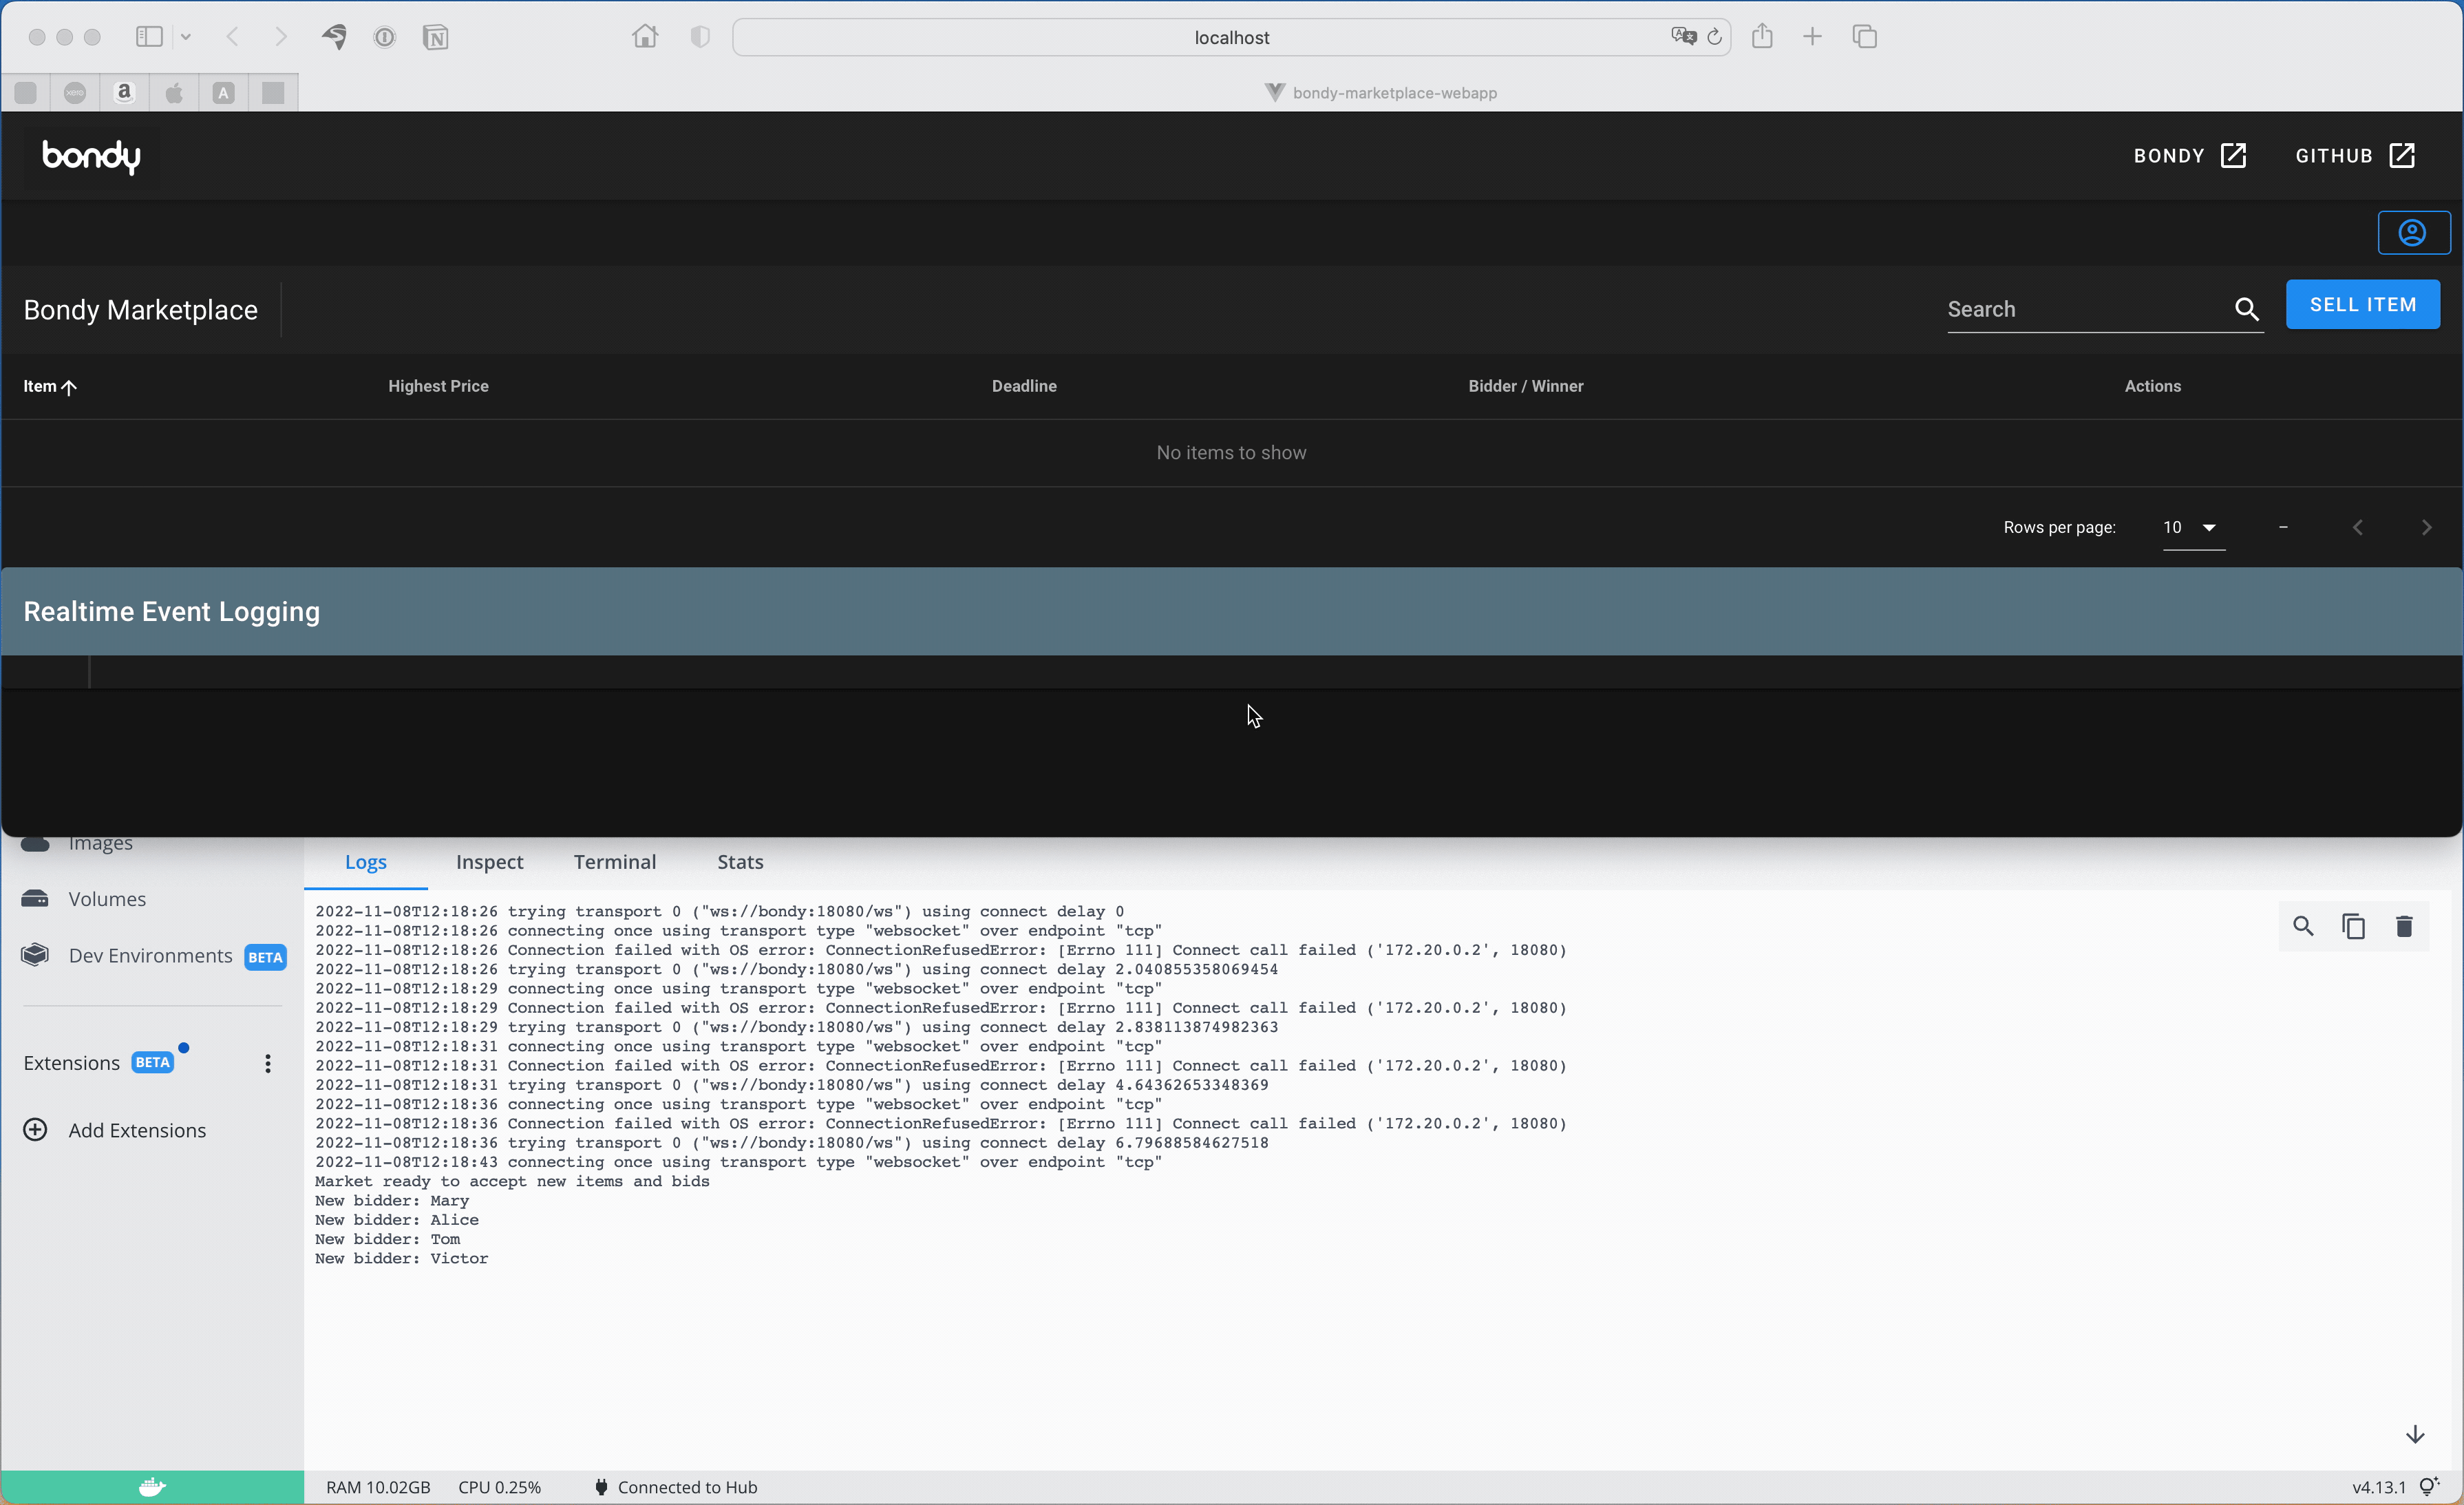 localhost
xero
a
A
bondy-marketplace-webapp
bondy
BONDY
GITHUB
Bondy Marketplace
Search
SELL ITEM
Item
Highest Price
Deadline
Bidder / Winner
Actions
No items to show
Rows per page:
10
–
Realtime Event Logging
Images
Volumes
Dev Environments BETA
Extensions BETA
Add Extensions
Logs
Inspect
Terminal
Stats
2022-11-08T12:18:26 trying transport 0 ("ws://bondy:18080/ws") using connect delay 0
2022-11-08T12:18:26 connecting once using transport type "websocket" over endpoint "tcp"
2022-11-08T12:18:26 Connection failed with OS error: ConnectionRefusedError: [Errno 111] Connect call failed ('172.20.0.2', 18080)
2022-11-08T12:18:26 trying transport 0 ("ws://bondy:18080/ws") using connect delay 2.040855358069454
2022-11-08T12:18:29 connecting once using transport type "websocket" over endpoint "tcp"
2022-11-08T12:18:29 Connection failed with OS error: ConnectionRefusedError: [Errno 111] Connect call failed ('172.20.0.2', 18080)
2022-11-08T12:18:29 trying transport 0 ("ws://bondy:18080/ws") using connect delay 2.838113874982363
2022-11-08T12:18:31 connecting once using transport type "websocket" over endpoint "tcp"
2022-11-08T12:18:31 Connection failed with OS error: ConnectionRefusedError: [Errno 111] Connect call failed ('172.20.0.2', 18080)
2022-11-08T12:18:31 trying transport 0 ("ws://bondy:18080/ws") using connect delay 4.64362653348369
2022-11-08T12:18:36 connecting once using transport type "websocket" over endpoint "tcp"
2022-11-08T12:18:36 Connection failed with OS error: ConnectionRefusedError: [Errno 111] Connect call failed ('172.20.0.2', 18080)
2022-11-08T12:18:36 trying transport 0 ("ws://bondy:18080/ws") using connect delay 6.79688584627518
2022-11-08T12:18:43 connecting once using transport type "websocket" over endpoint "tcp"
Market ready to accept new items and bids
New bidder: Mary
New bidder: Alice
New bidder: Tom
New bidder: Victor
RAM 10.02GB
CPU 0.25%
Connected to Hub
v4.13.1